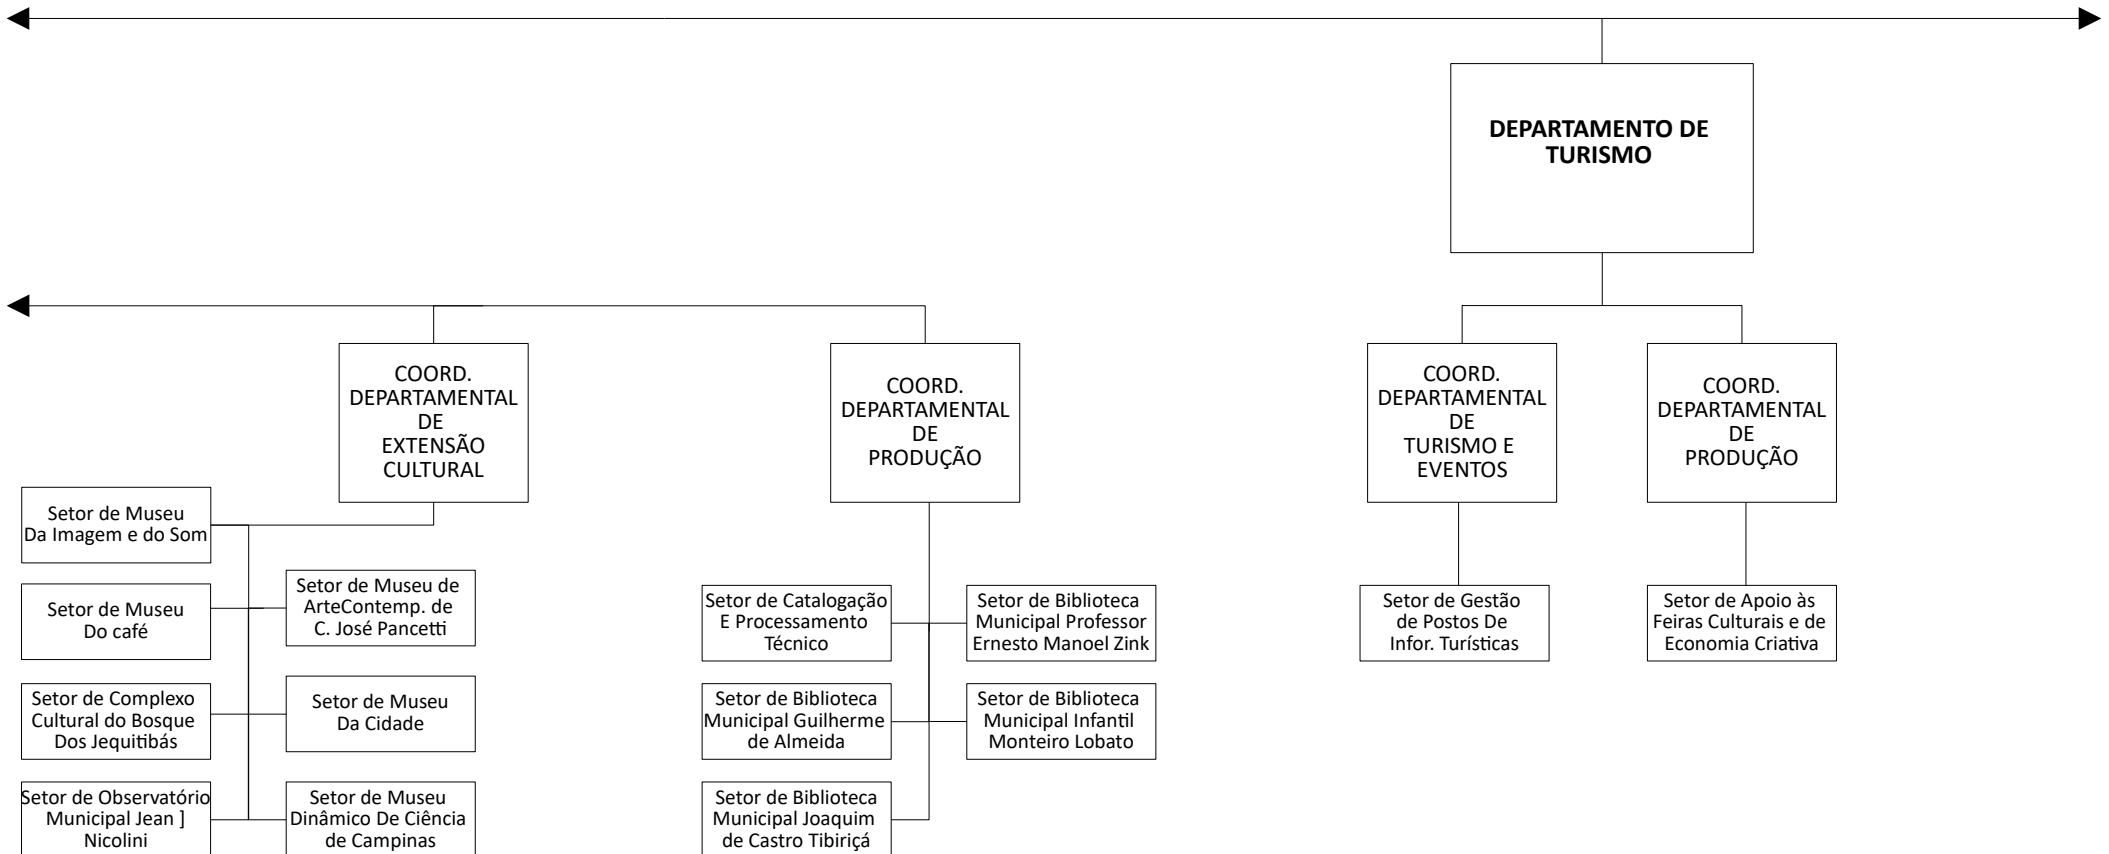 DEPARTAMENTO DE
TURISMO
COORD.
DEPARTAMENTAL
DE
EXTENSÃO
CULTURAL
COORD.
DEPARTAMENTAL
DE
PRODUÇÃO
COORD.
DEPARTAMENTAL
DE
TURISMO E
EVENTOS
COORD.
DEPARTAMENTAL
DE
PRODUÇÃO
Setor de Museu
Da Imagem e do Som
Setor de Museu
Do café
Setor de Museu de
ArteContemp. de
C. José Pancetti
Setor de Complexo
Cultural do Bosque
Dos Jequitibás
Setor de Museu
Da Cidade
Setor de Observatório
Municipal Jean ]
Nicolini
Setor de Museu
Dinâmico De Ciência
de Campinas
Setor de Catalogação
E Processamento
Técnico
Setor de Biblioteca
Municipal Professor
Ernesto Manoel Zink
Setor de Biblioteca
Municipal Guilherme
de Almeida
Setor de Biblioteca
Municipal Infantil
Monteiro Lobato
Setor de Biblioteca
Municipal Joaquim
de Castro Tibiriçá
Setor de Gestão
de Postos De
Infor. Turísticas
Setor de Apoio às
Feiras Culturais e de
Economia Criativa